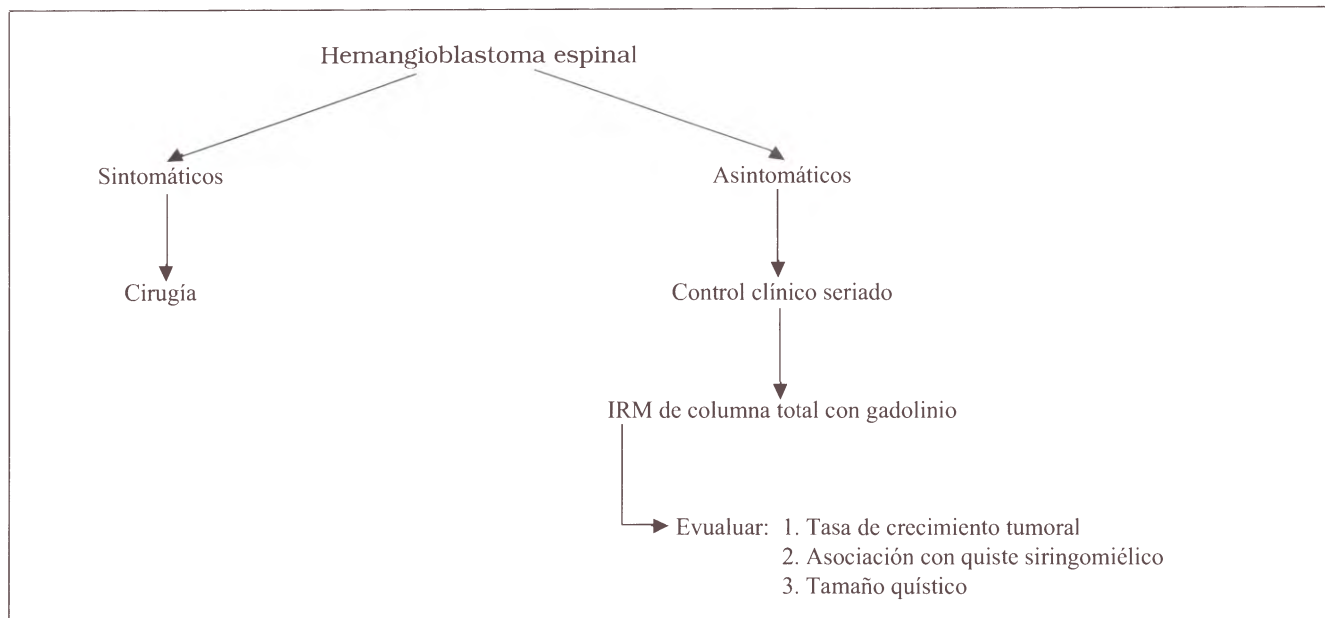 Hemangioblastoma espinal
Sintomáticos
Asintomáticos
Cirugía
Control clínico seriado
IRM de columna total con gadolinio
Evualuar: 1. Tasa de crecimiento tumoral
2. Asociación con quiste siringomiélico
3. Tamaño quístico